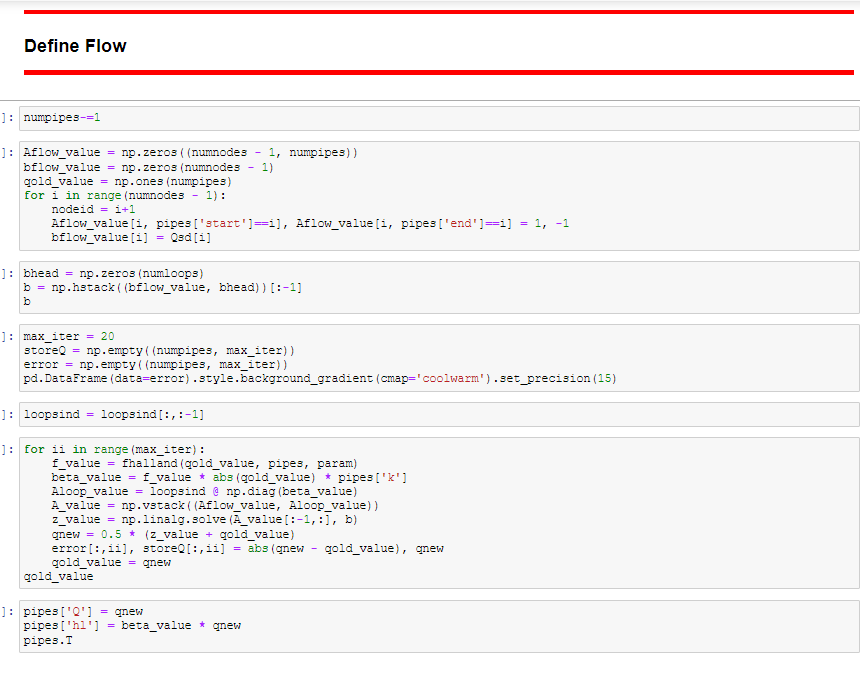 Define Flow
]: numpipes-=1
]: Aflow_value = np.zeros((numnodes - 1, numpipes))
bflow_value = np.zeros(numnodes - 1)
qold_value = np.ones(numpipes)
for i in range(numnodes - 1):
    nodeid = i+1
    Aflow_value[i, pipes['start']==i], Aflow_value[i, pipes['end']==i] = 1, -1
    bflow_value[i] = Qsd[i]
]: bhead = np.zeros(numloops)
b = np.hstack((bflow_value, bhead))[:-1]
b
]: max_iter = 20
storeQ = np.empty((numpipes, max_iter))
error = np.empty((numpipes, max_iter))
pd.DataFrame(data=error).style.background_gradient(cmap='coolwarm').set_precision(15)
]: loopsind = loopsind[:,:-1]
]: for ii in range(max_iter):
    f_value = fhalland(qold_value, pipes, param)
    beta_value = f_value * abs(qold_value) * pipes['k']
    Aloop_value = loopsind @ np.diag(beta_value)
    A_value = np.vstack((Aflow_value, Aloop_value))
    z_value = np.linalg.solve(A_value[:-1,:], b)
    qnew = 0.5 * (z_value + qold_value)
    error[:,ii], storeQ[:,ii] = abs(qnew - qold_value), qnew
    qold_value = qnew
qold_value
]: pipes['Q'] = qnew
pipes['hl'] = beta_value * qnew
pipes.T